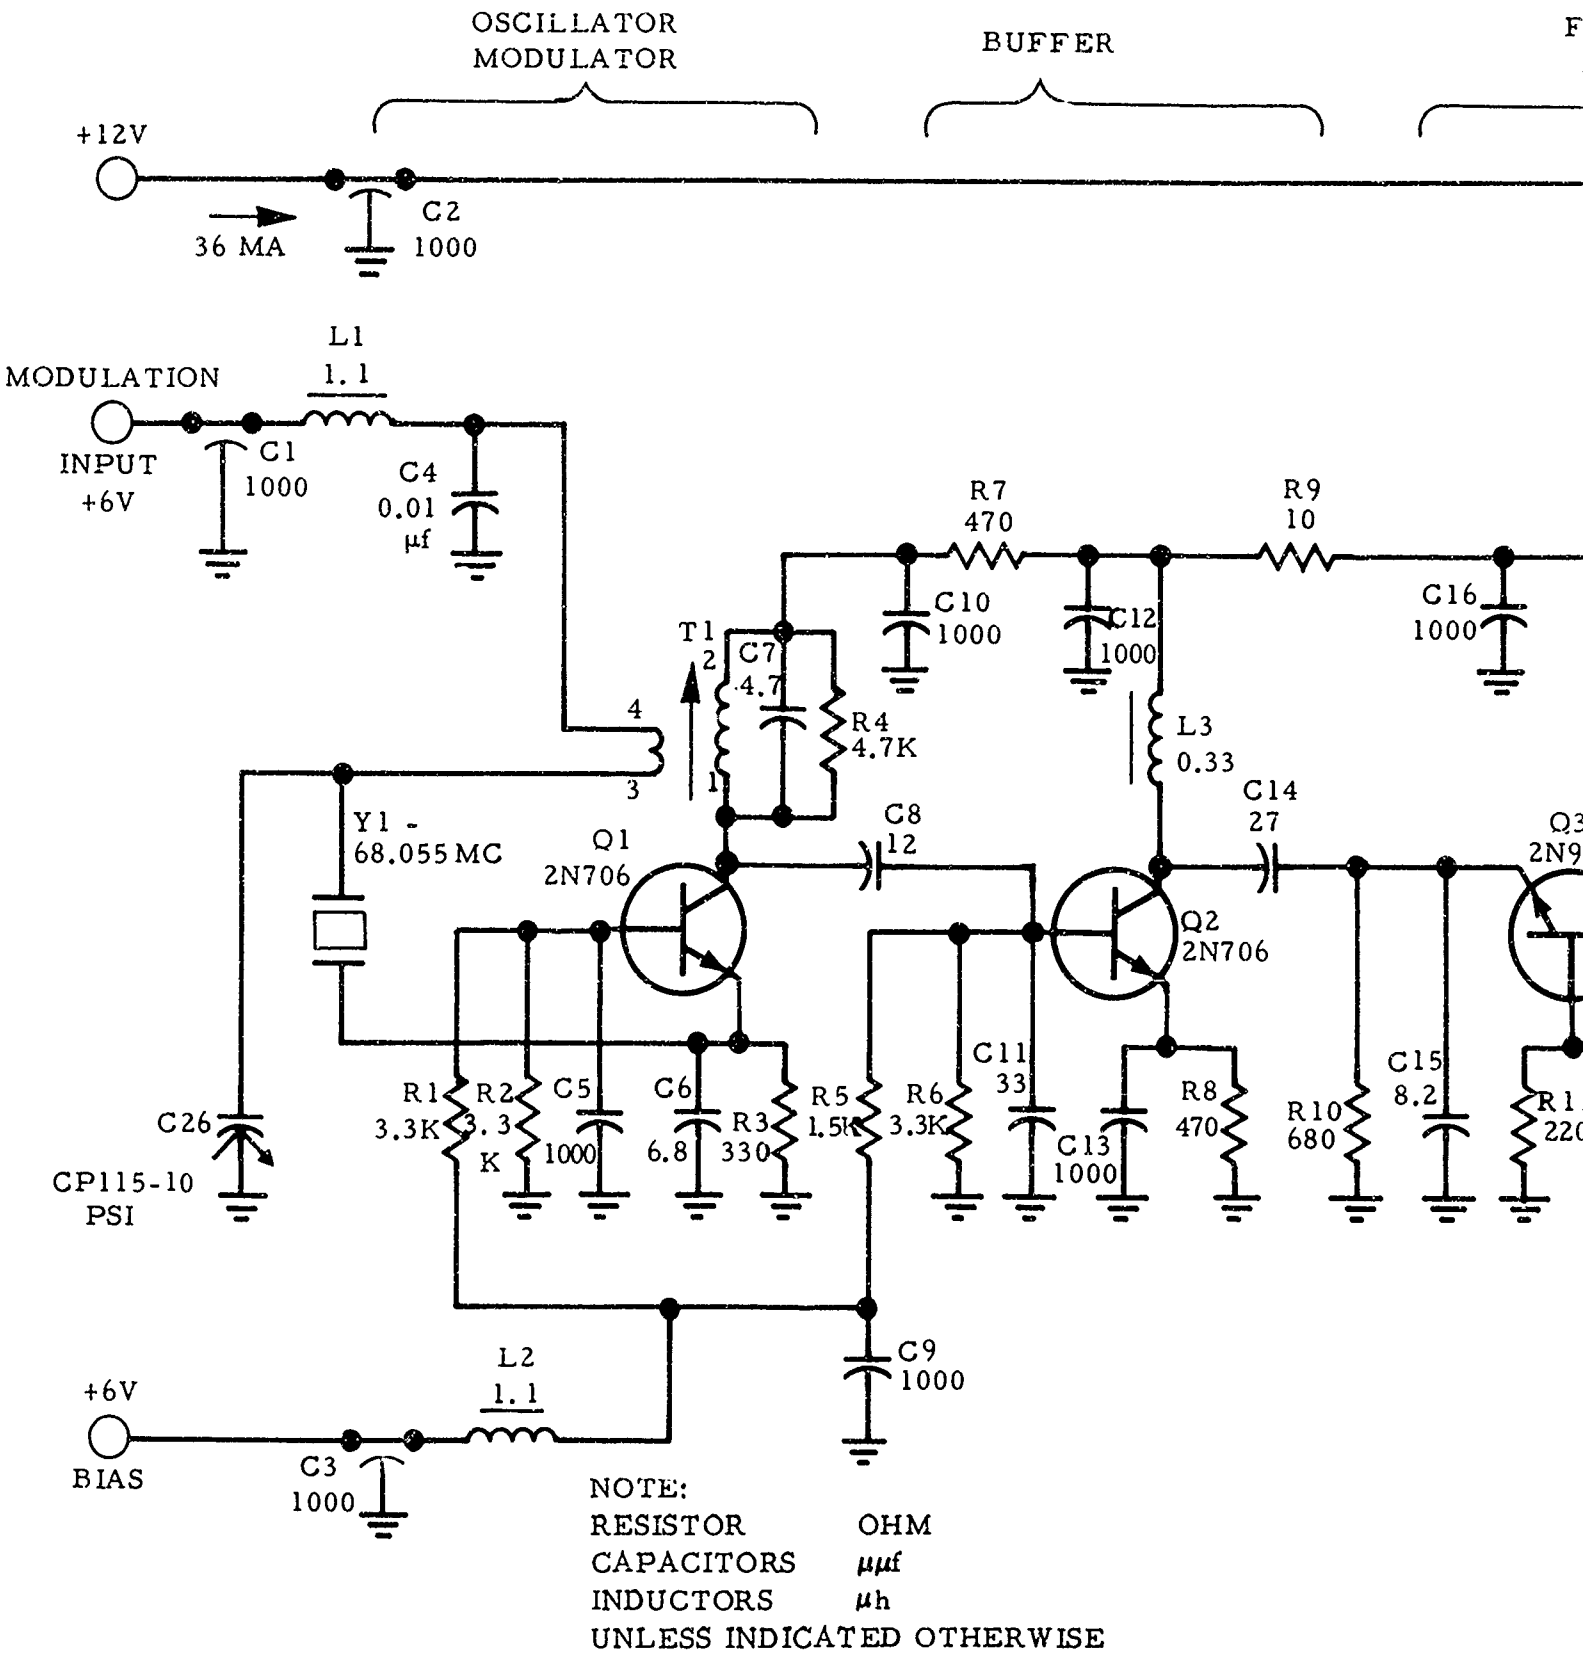 OSCILLATOR
MODULATOR
BUFFER
F
+12V
36 MA
C2
1000
L1
1.1
MODULATION
INPUT
+6V
C1
1000
C4
0.01
μf
R7
470
R9
10
C10
1000
C12
1000
C16
1000
T1
2
C7
4.7
R4
4.7K
4
3
1
L3
0.33
Y1 -
68.055 MC
Q1
2N706
C8
12
C14
27
Q3
2N9
Q2
2N706
R1
3.3K
R2
3.3
K
C5
1000
C6
6.8
R3
330
R5
1.5K
R6
3.3K
C11
33
C13
1000
R8
470
R10
680
C15
8.2
R1
220
C26
CP115-10
PSI
C9
1000
L2
1.1
+6V
BIAS
C3
1000
NOTE:
RESISTOR OHM
CAPACITORS μμf
INDUCTORS μh
UNLESS INDICATED OTHERWISE